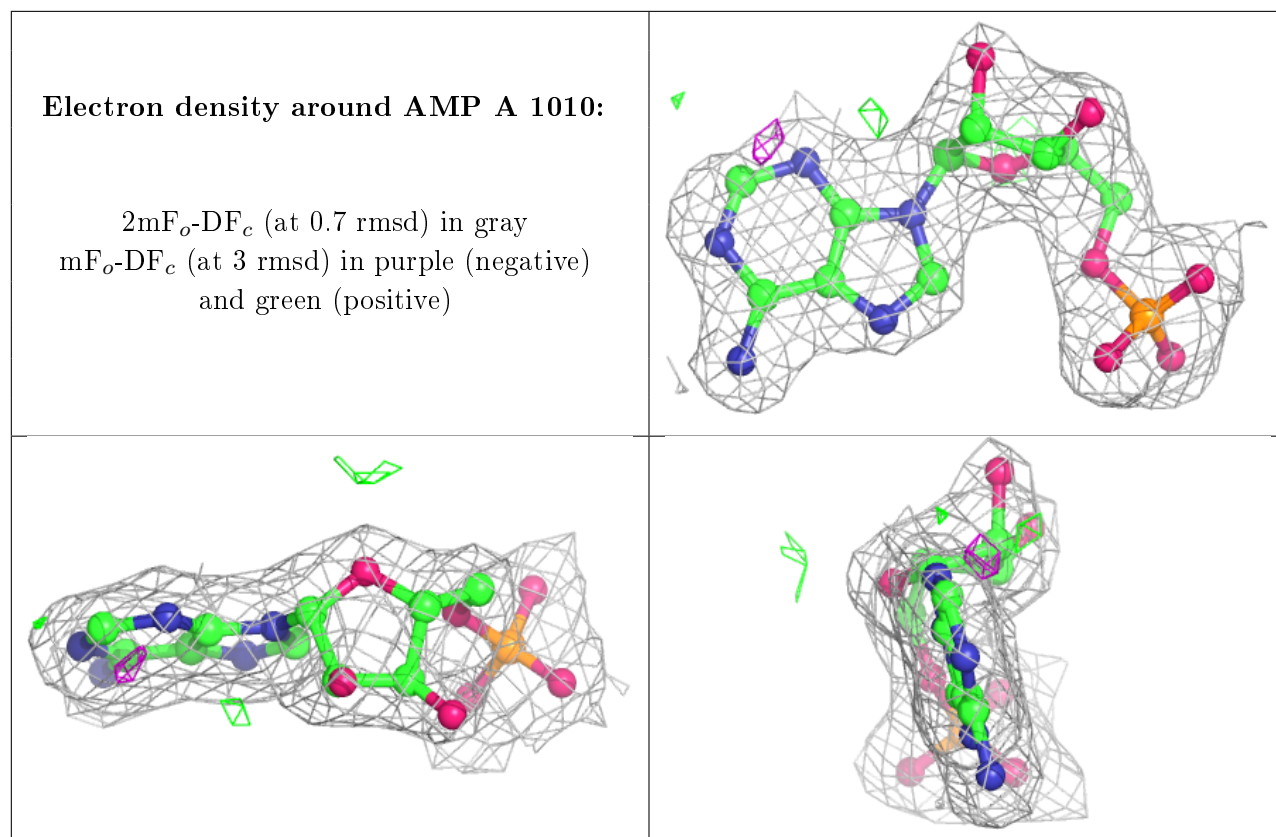 Electron density around AMP A 1010:
2mFₒ-DF𝒸 (at 0.7 rmsd) in gray
mFₒ-DF𝒸 (at 3 rmsd) in purple (negative)
and green (positive)